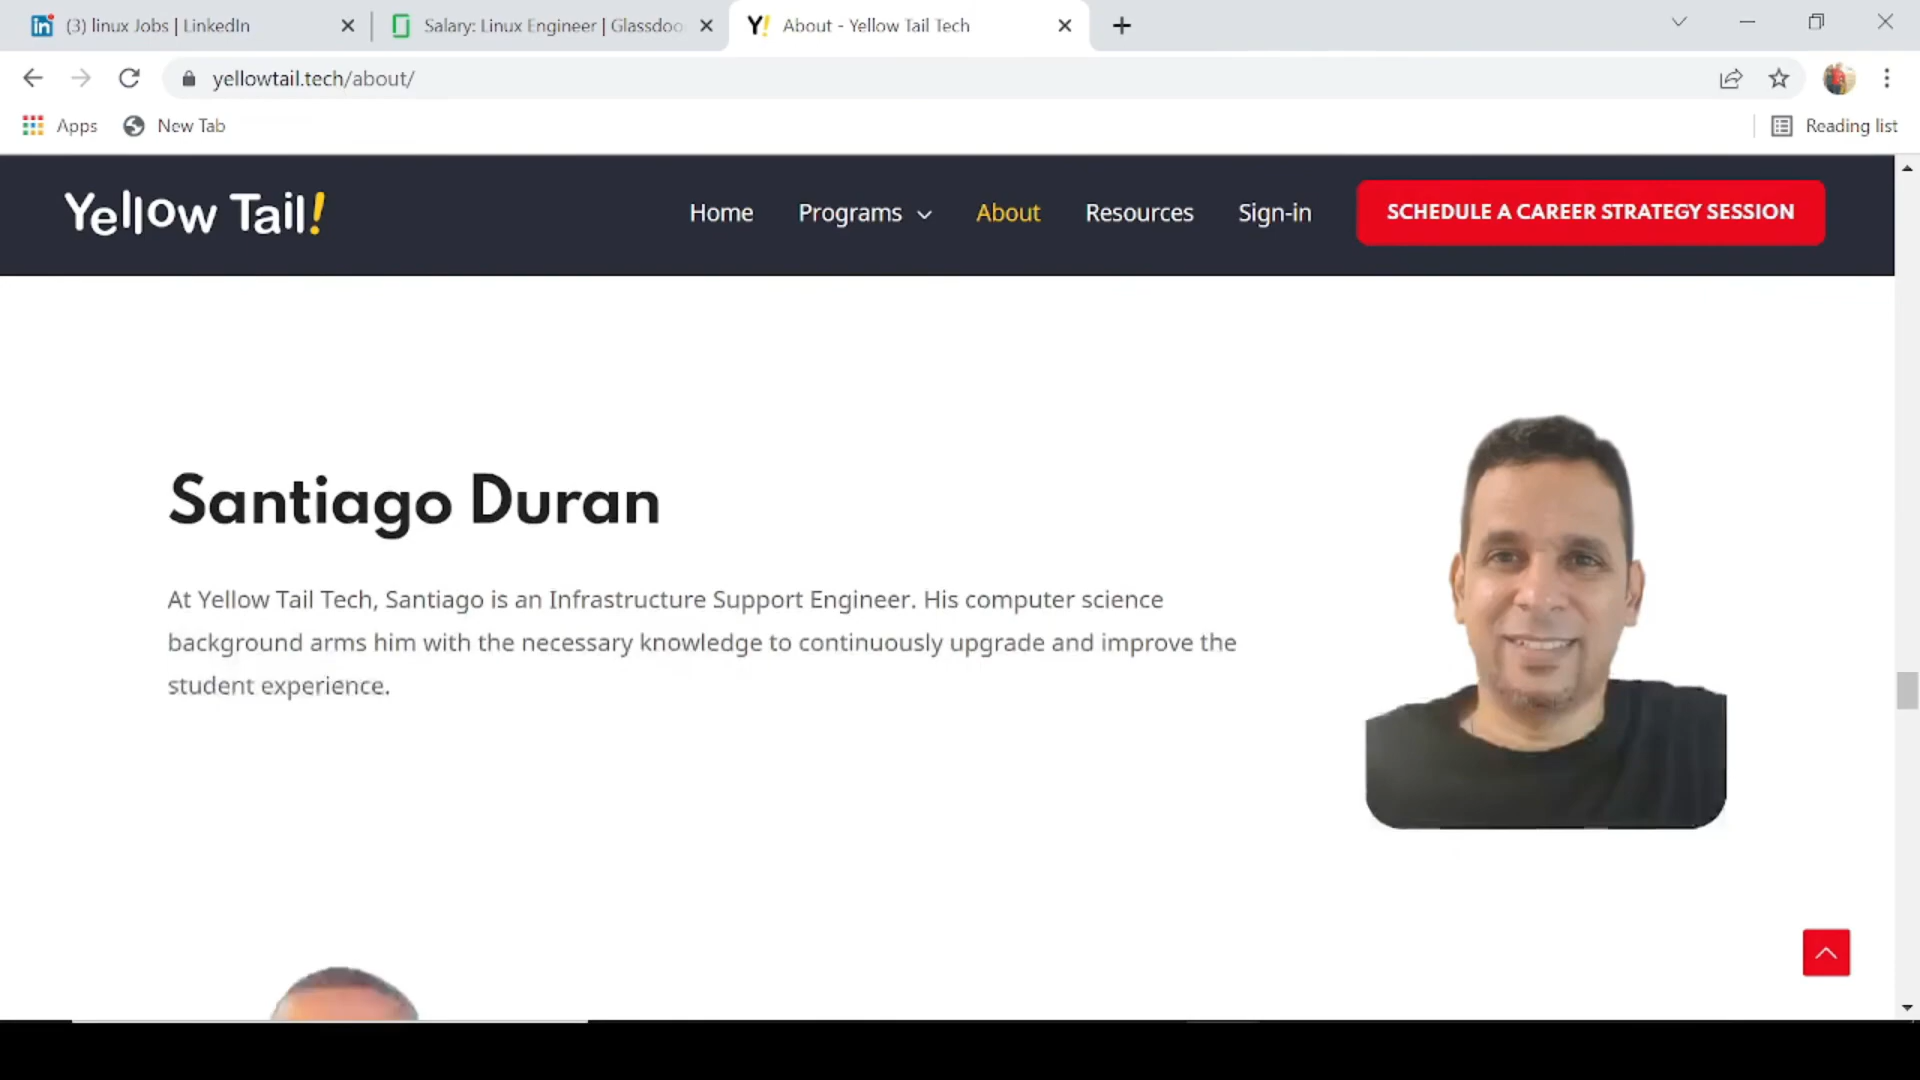 (3) linux Jobs | LinkedIn
Salary: Linux Engineer | Glassdoo
Y! About - Yellow Tail Tech
yellowtail.tech/about/
Apps
New Tab
Reading list
Yellow Tail!
Home
Programs
About
Resources
Sign-in
SCHEDULE A CAREER STRATEGY SESSION
Santiago Duran
At Yellow Tail Tech, Santiago is an Infrastructure Support Engineer. His computer science
background arms him with the necessary knowledge to continuously upgrade and improve the
student experience.